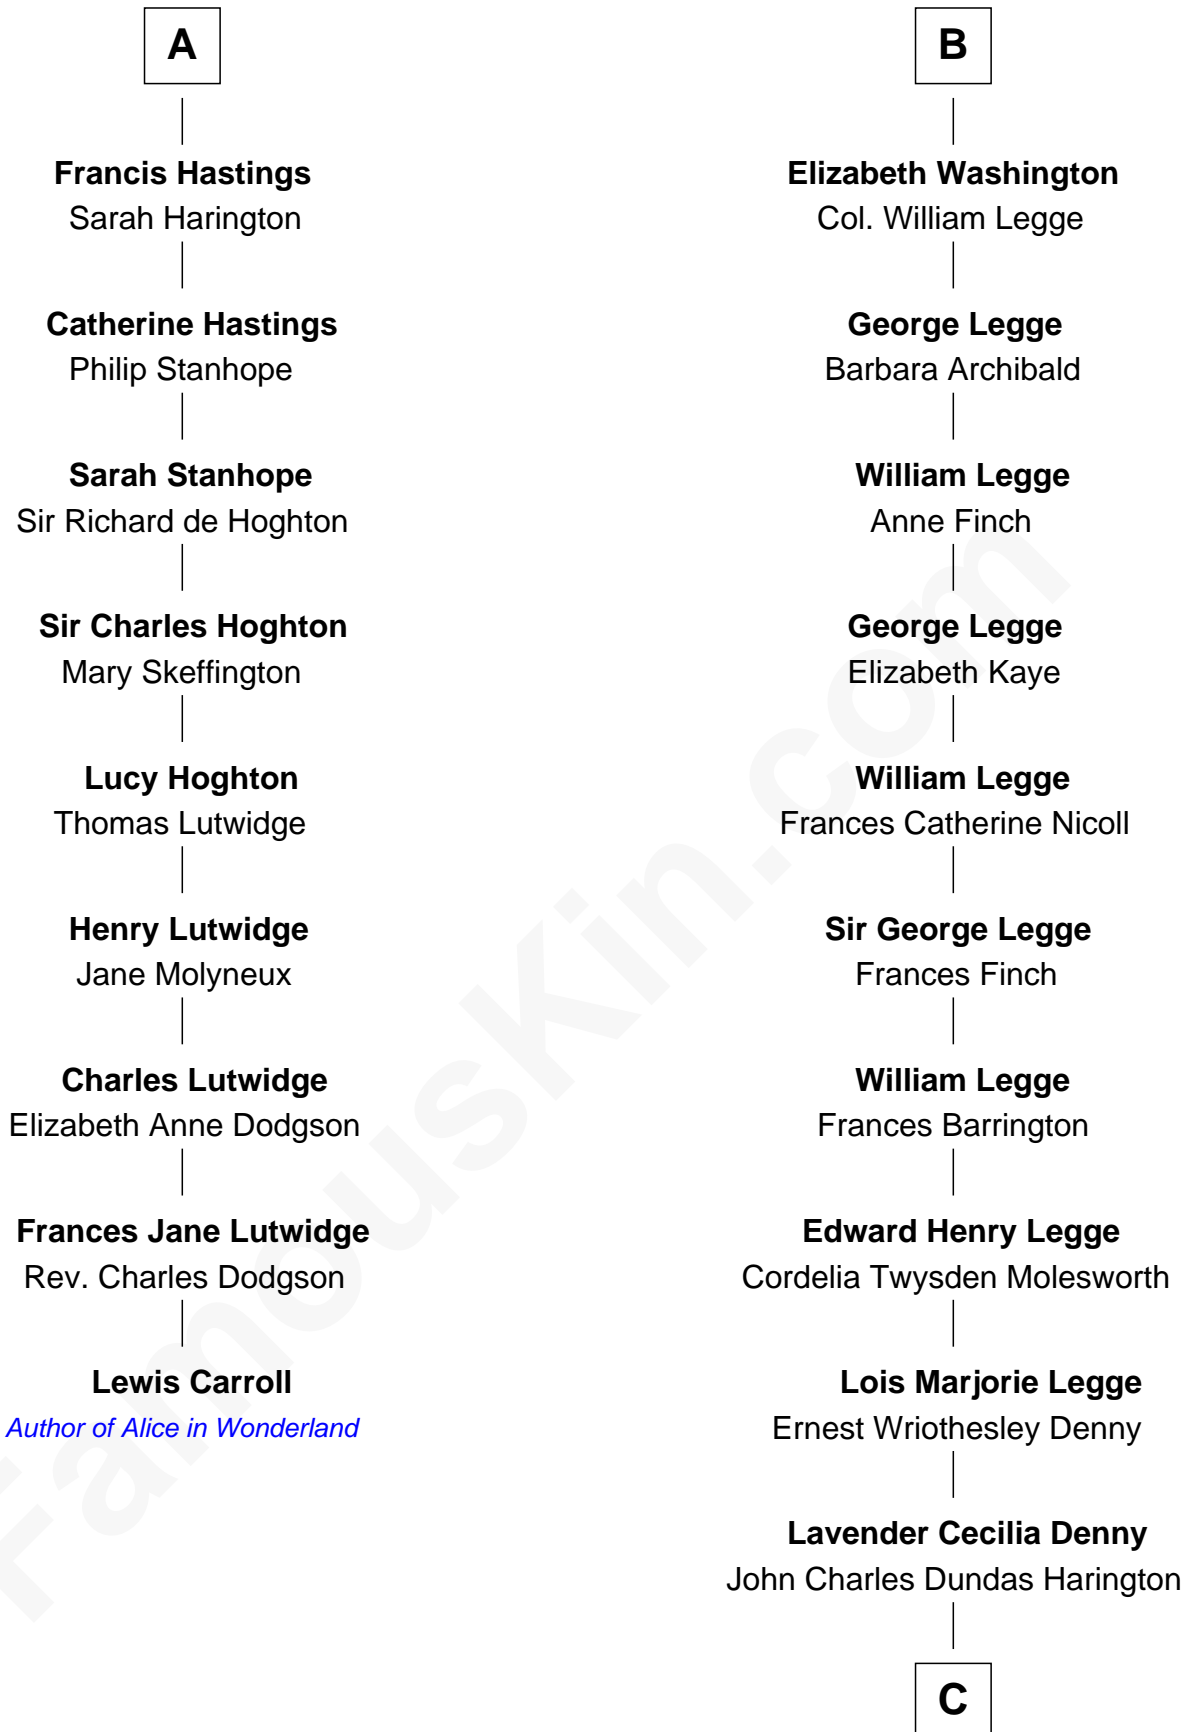 A
Francis Hastings
Sarah Harington
Catherine Hastings
Philip Stanhope
Sarah Stanhope
Sir Richard de Hoghton
Sir Charles Hoghton
Mary Skeffington
Lucy Hoghton
Thomas Lutwidge
Henry Lutwidge
Jane Molyneux
Charles Lutwidge
Elizabeth Anne Dodgson
Frances Jane Lutwidge
Rev. Charles Dodgson
Lewis Carroll
Author of Alice in Wonderland
B
Elizabeth Washington
Col. William Legge
George Legge
Barbara Archibald
William Legge
Anne Finch
George Legge
Elizabeth Kaye
William Legge
Frances Catherine Nicoll
Sir George Legge
Frances Finch
William Legge
Frances Barrington
Edward Henry Legge
Cordelia Twysden Molesworth
Lois Marjorie Legge
Ernest Wriothesley Denny
Lavender Cecilia Denny
John Charles Dundas Harington
C
FamousKin.com